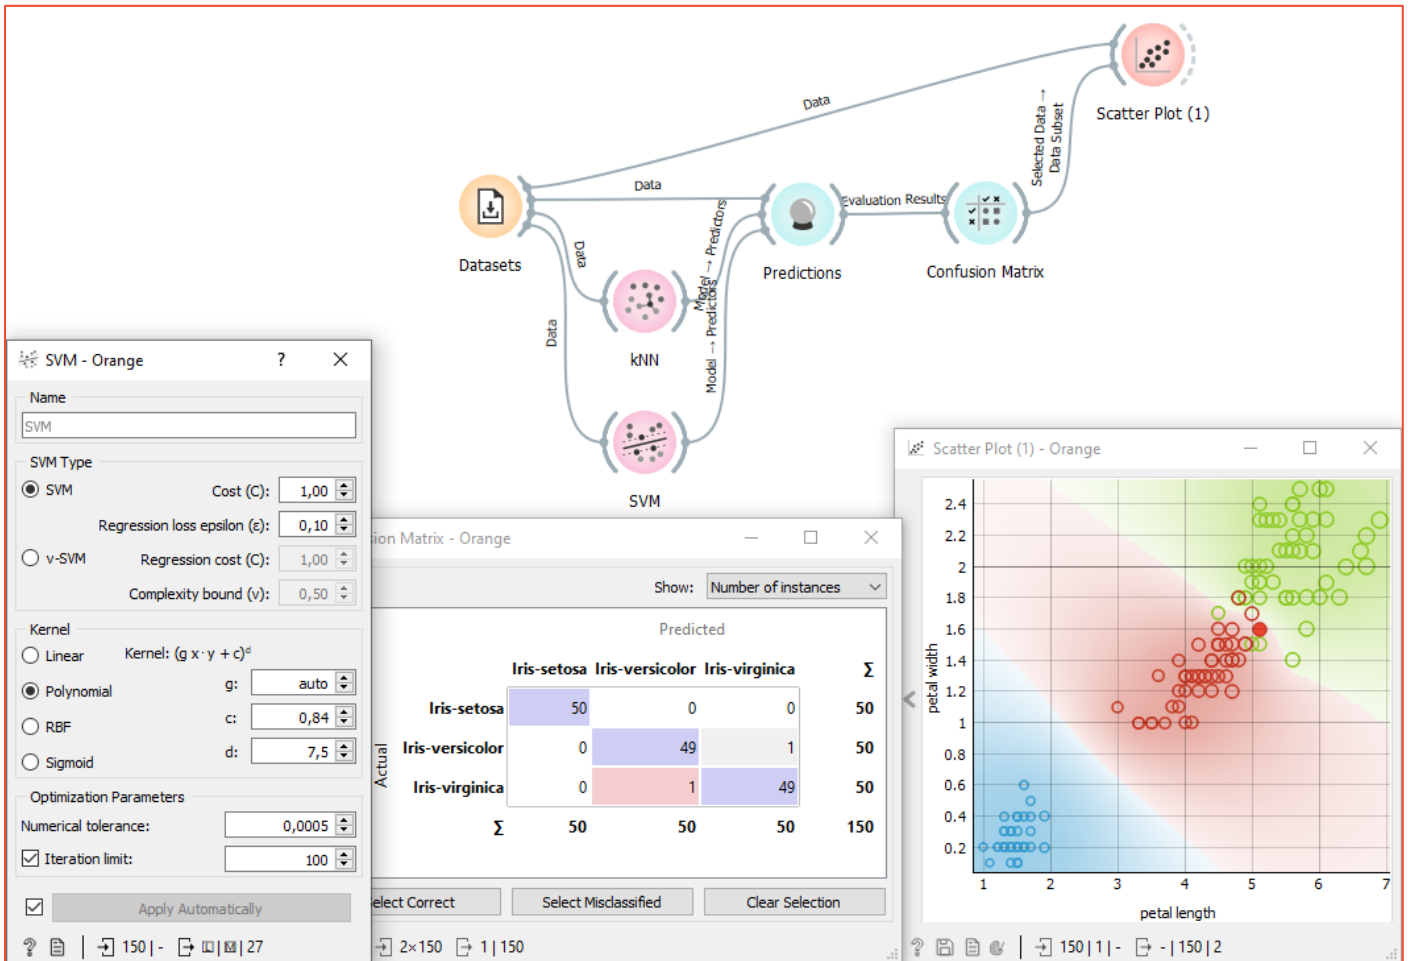 Data
Scatter Plot (1)
Selected Data →
Data Subset
Data
Evaluation Results
Datasets
Predictions
Confusion Matrix
Data
Model → Predictors
Model → Predictors
Data
kNN
SVM
SVM - Orange
?
Name
SVM
SVM Type
SVM
Cost (C):
1,00
Regression loss epsilon (ε):
0,10
v-SVM
Regression cost (C):
1,00
Complexity bound (ν):
0,50
Kernel
Linear
Kernel: (g x·y + c)ᵈ
Polynomial
g:
auto
RBF
c:
0,84
Sigmoid
d:
7,5
Optimization Parameters
Numerical tolerance:
0,0005
Iteration limit:
100
Apply Automatically
?
150 | -
L | M | 27
sion Matrix - Orange
Show:
Number of instances
Predicted
Iris-setosa Iris-versicolor Iris-virginica Σ
Iris-setosa 50 0 0 50
Iris-versicolor 0 49 1 50
Iris-virginica 0 1 49 50
Σ 50 50 50 150
Actual
elect Correct
Select Misclassified
Clear Selection
2×150
1 | 150
Scatter Plot (1) - Orange
2.4
2.2
2
1.8
1.6
1.4
1.2
1
0.8
0.6
0.4
0.2
petal width
1 2 3 4 5 6 7
petal length
?
150 | 1 | -
- | 150 | 2